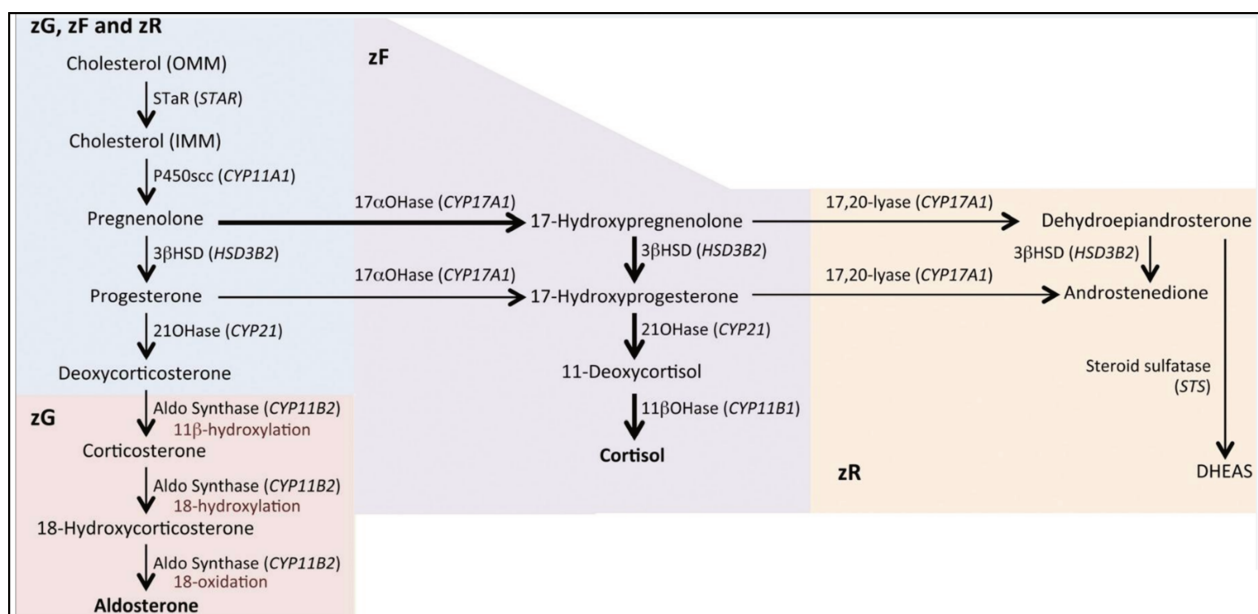 zG, zF and zR
Cholesterol (OMM)
STaR (STAR)
Cholesterol (IMM)
P450scc (CYP11A1)
Pregnenolone
3βHSD (HSD3B2)
Progesterone
21OHase (CYP21)
Deoxycorticosterone
zG
Aldo Synthase (CYP11B2)
11β-hydroxylation
Corticosterone
Aldo Synthase (CYP11B2)
18-hydroxylation
18-Hydroxycorticosterone
Aldo Synthase (CYP11B2)
18-oxidation
Aldosterone
zF
17αOHase (CYP17A1)
17-Hydroxypregnenolone
3βHSD (HSD3B2)
17αOHase (CYP17A1)
17-Hydroxyprogesterone
21OHase (CYP21)
11-Deoxycortisol
11βOHase (CYP11B1)
Cortisol
17,20-lyase (CYP17A1)
Dehydroepiandrosterone
3βHSD (HSD3B2)
17,20-lyase (CYP17A1)
Androstenedione
Steroid sulfatase
(STS)
zR
DHEAS